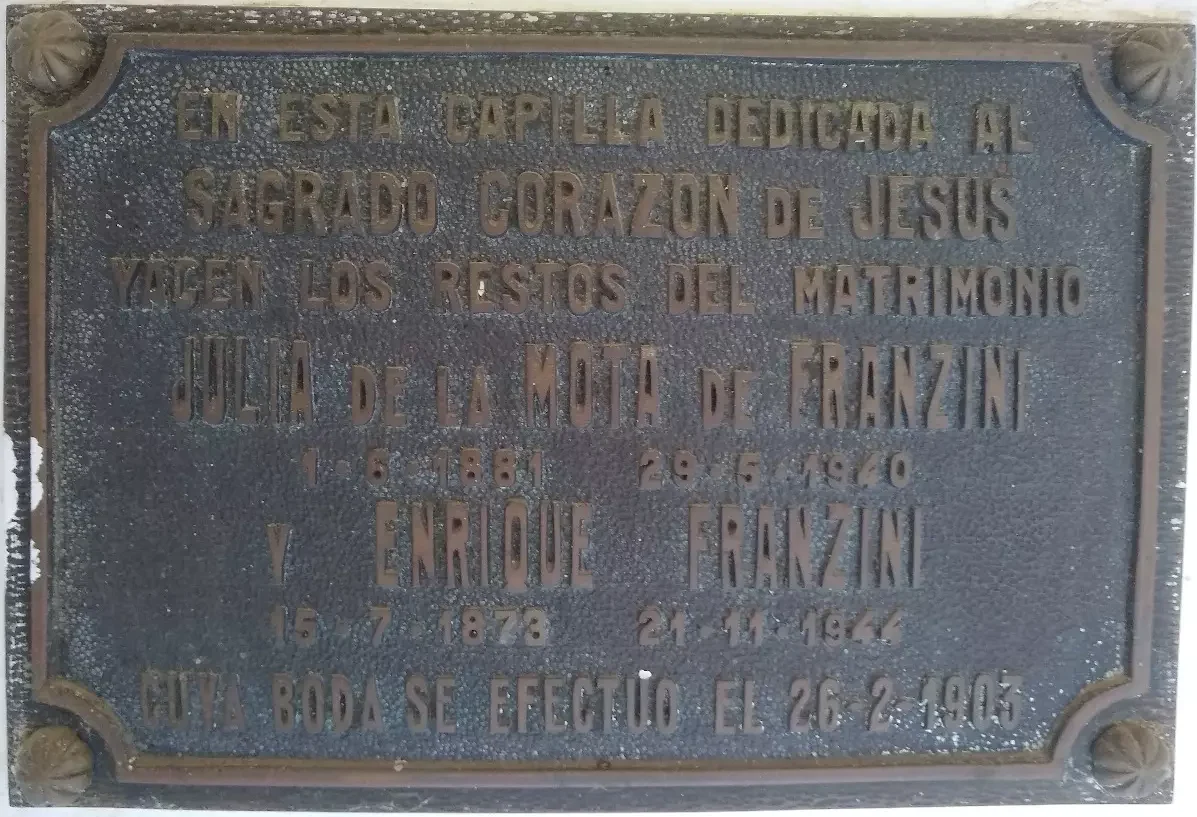 EN ESTA CAPILLA DEDICADA AL
SAGRADO CORAZON DE JESUS
YACEN LOS RESTOS DEL MATRIMONIO
JULIA DE LA MOTA DE FRANZINI
1-6-1881 29-5-1940
Y ENRIQUE FRANZINI
15-7-1873 21-11-1944
CUYA BODA SE EFECTUO EL 26-2-1903